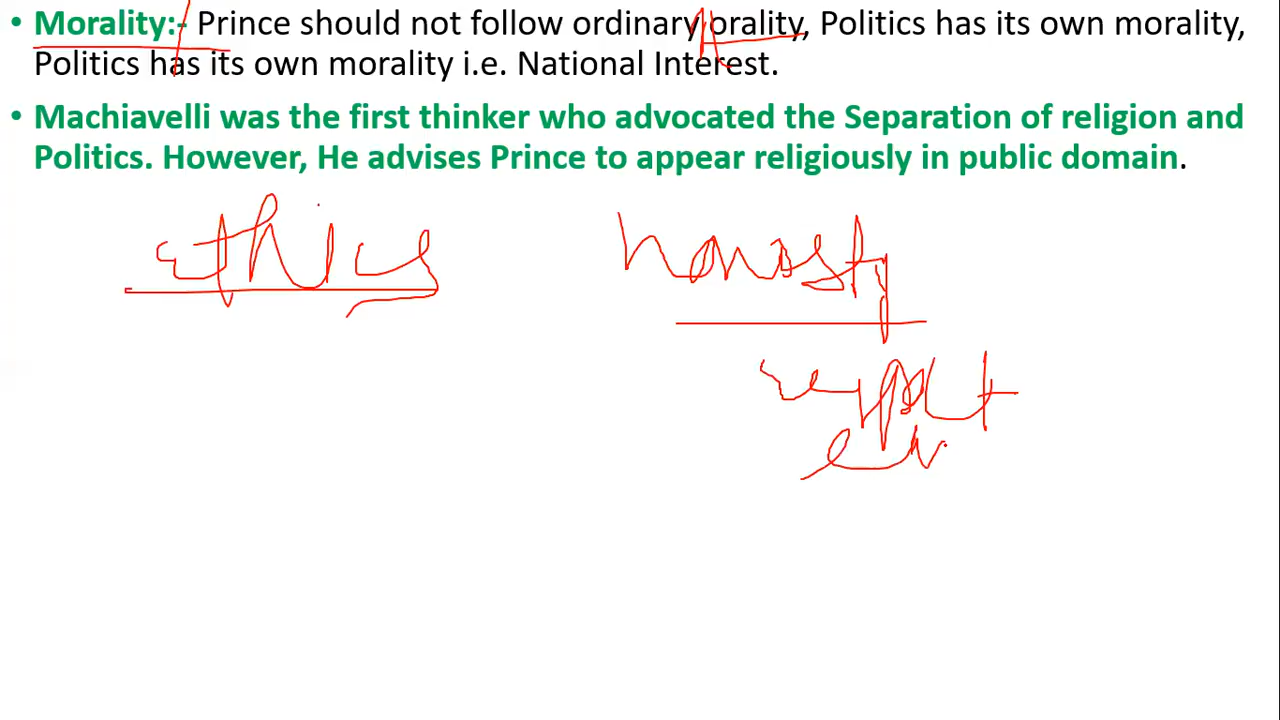 • Morality:- Prince should not follow ordinary orality, Politics has its own morality,
Politics has its own morality i.e. National Interest.
• Machiavelli was the first thinker who advocated the Separation of religion and
Politics. However, He advises Prince to appear religiously in public domain.
ethics
honosty